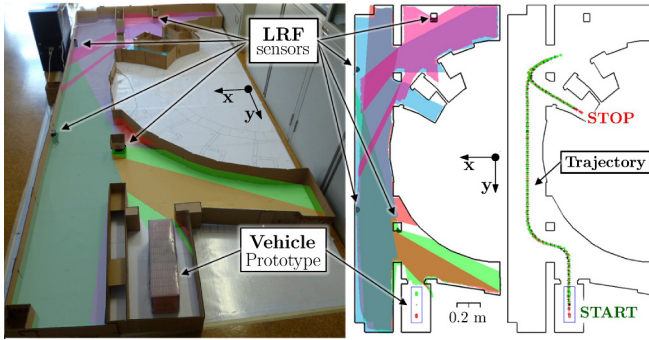 LRF
sensors
x
y
x
y
STOP
Trajectory
Vehicle
Prototype
0.2 m
START